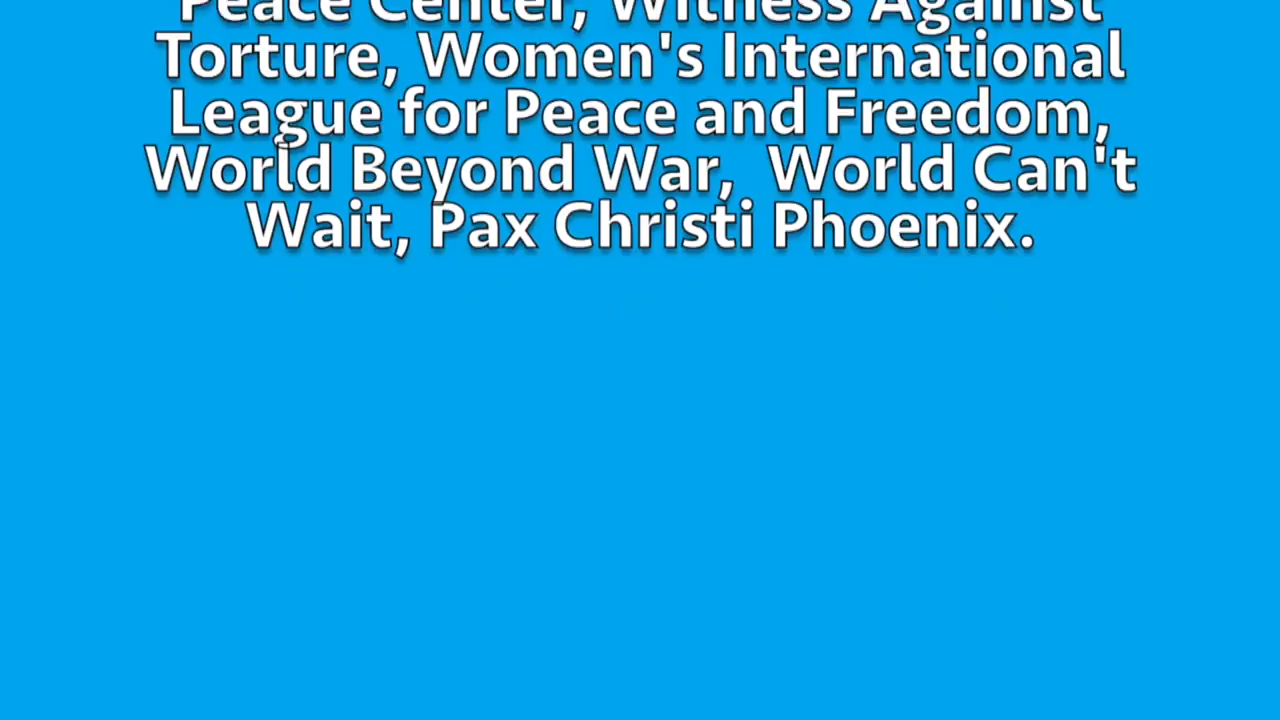 Peace Center, Witness Against
Torture, Women's International
League for Peace and Freedom,
World Beyond War,  World Can't
Wait, Pax Christi Phoenix.